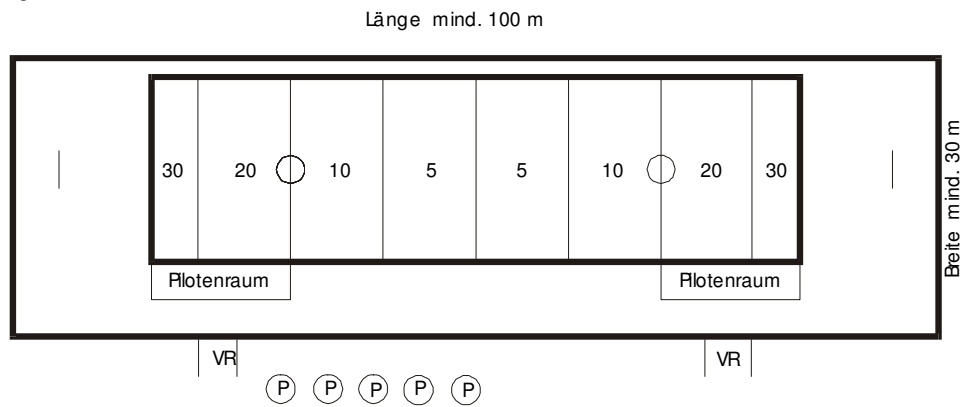 Länge mind. 100 m
30 20 10 5 5 10 20 30
Pilotenraum Pilotenraum
VR VR
P P P P P
Breite mind. 30 m